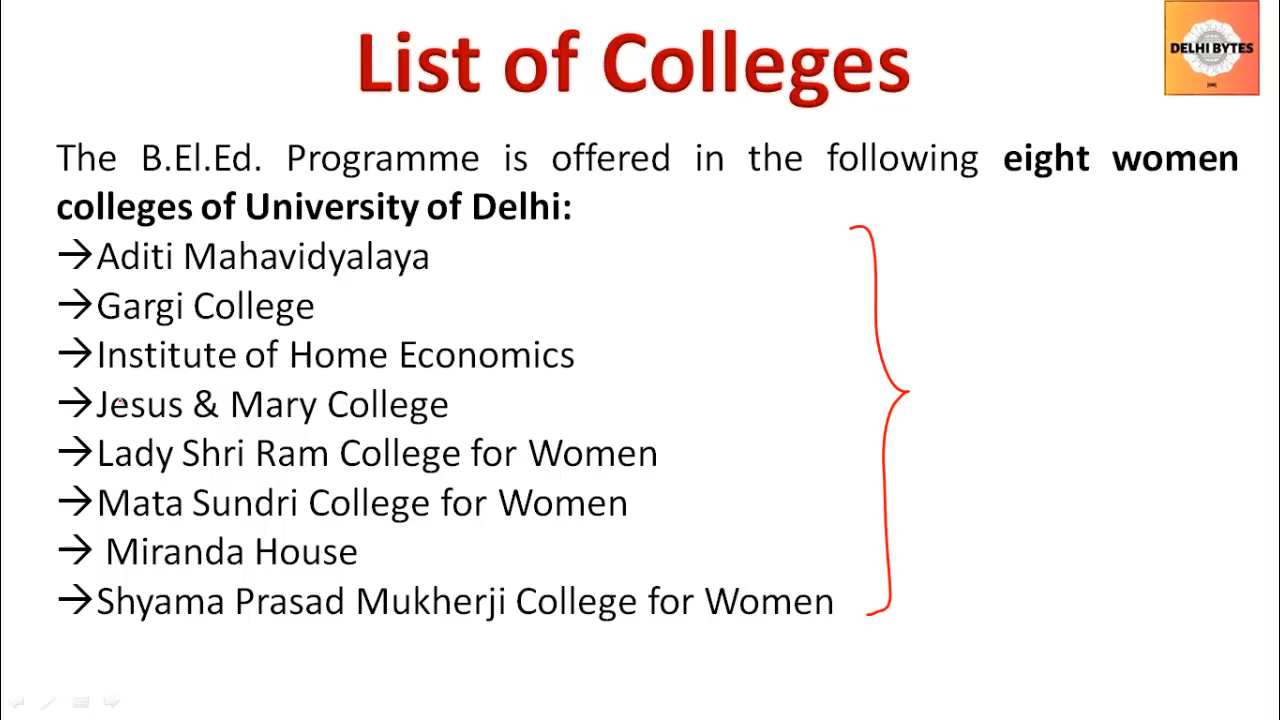 List of Colleges
DELHI BYTES
The B.El.Ed. Programme is offered in the following eight women
colleges of University of Delhi:
→Aditi Mahavidyalaya
→Gargi College
→Institute of Home Economics
→Jesus & Mary College
→Lady Shri Ram College for Women
→Mata Sundri College for Women
→ Miranda House
→Shyama Prasad Mukherji College for Women